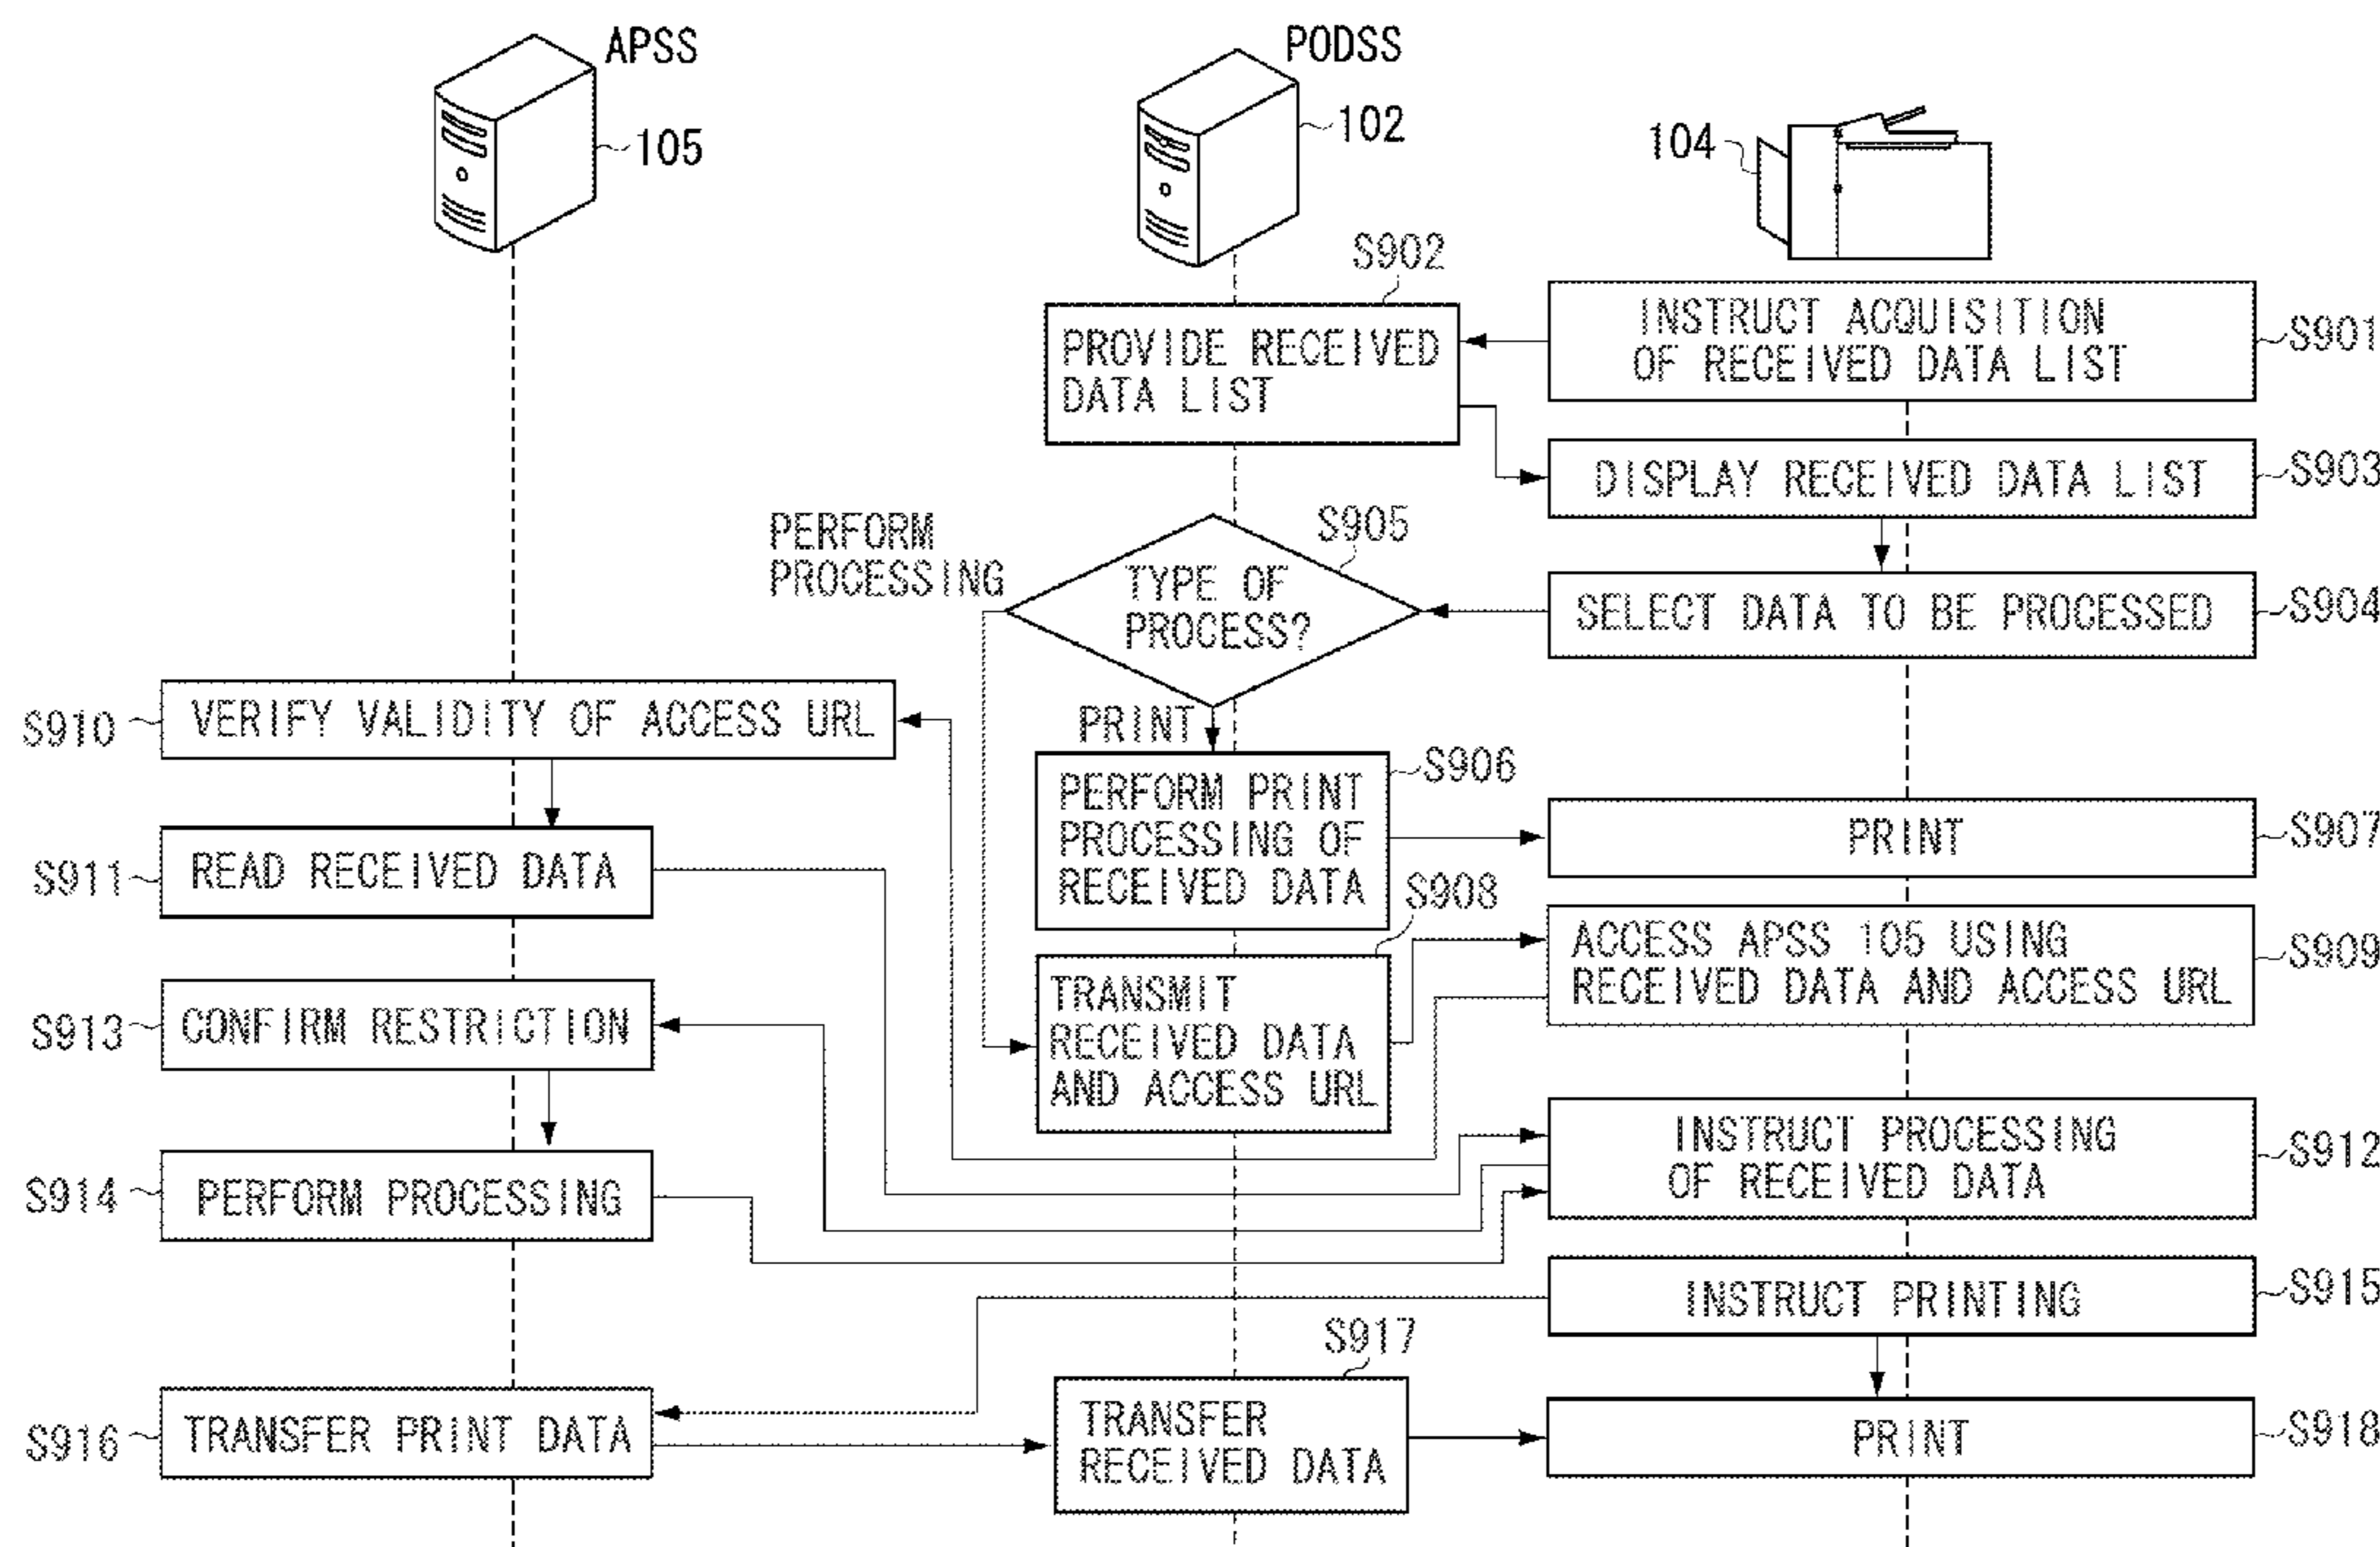 APSS
105
PODSS
102
104
S902
PROVIDE RECEIVED
DATA LIST
INSTRUCT ACQUISITION
OF RECEIVED DATA LIST
S901
DISPLAY RECEIVED DATA LIST
S903
PERFORM
PROCESSING
S905
TYPE OF
PROCESS?
SELECT DATA TO BE PROCESSED
S904
S910
VERIFY VALIDITY OF ACCESS URL
PRINT
S906
PERFORM PRINT
PROCESSING OF
RECEIVED DATA
PRINT
S907
S911
READ RECEIVED DATA
S908
TRANSMIT
RECEIVED DATA
AND ACCESS URL
ACCESS APSS 105 USING
RECEIVED DATA AND ACCESS URL
S909
S913
CONFIRM RESTRICTION
INSTRUCT PROCESSING
OF RECEIVED DATA
S912
S914
PERFORM PROCESSING
INSTRUCT PRINTING
S915
S917
S916
TRANSFER PRINT DATA
TRANSFER
RECEIVED DATA
PRINT
S918